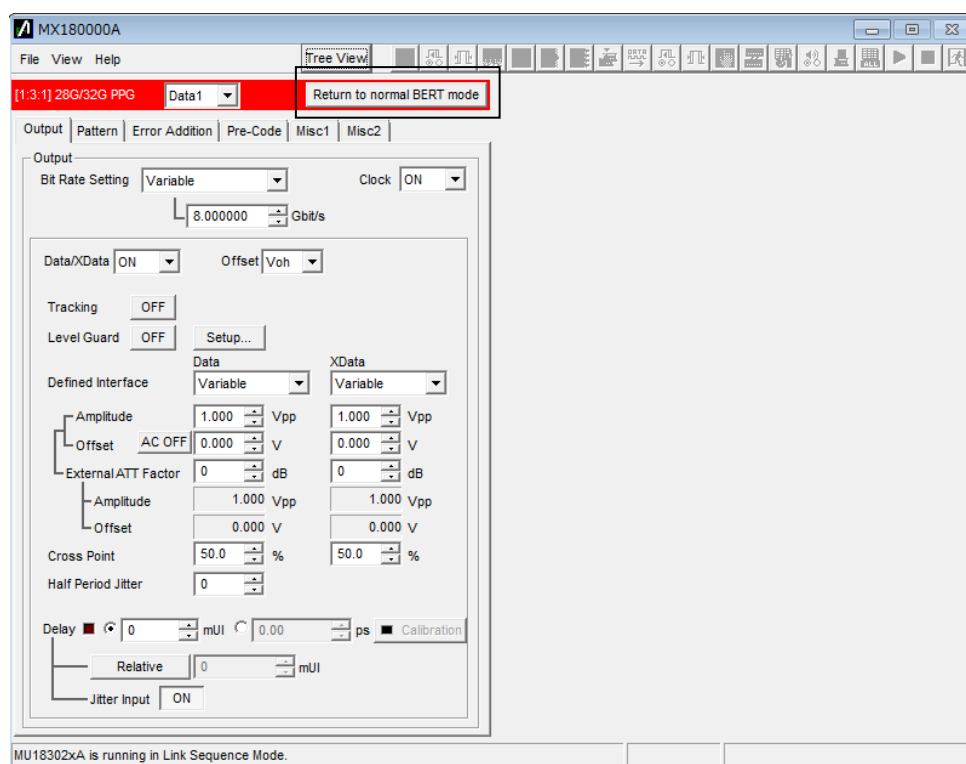 MX180000A
File View Help Tree View
[1:3:1] 28G/32G PPG Data1 Return to normal BERT mode
Output Pattern Error Addition Pre-Code Misc1 Misc2
Output
Bit Rate Setting Variable Clock ON
8.000000 Gbit/s
Data/XData ON Offset Voh
Tracking OFF
Level Guard OFF Setup...
Data XData
Defined Interface Variable Variable
Amplitude 1.000 Vpp 1.000 Vpp
Offset AC OFF 0.000 V 0.000 V
External ATT Factor 0 dB 0 dB
Amplitude 1.000 Vpp 1.000 Vpp
Offset 0.000 V 0.000 V
Cross Point 50.0 % 50.0 %
Half Period Jitter 0
Delay 0 mUI 0.00 ps Calibration
Relative 0 mUI
Jitter Input ON
MU18302xA is running in Link Sequence Mode.